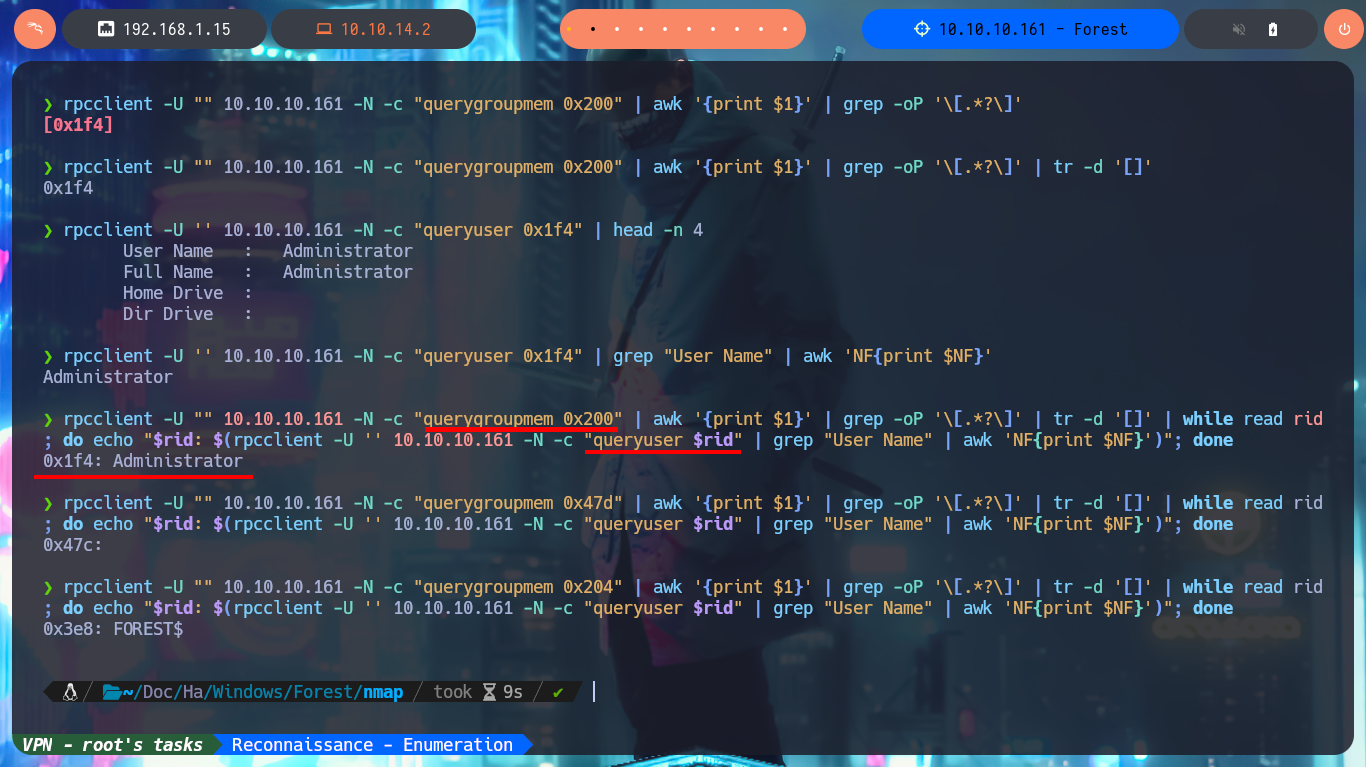 192.168.1.15
10.10.14.2
10.10.10.161 - Forest
❯ rpcclient -U "" 10.10.10.161 -N -c "querygroupmem 0x200" | awk '{print $1}' | grep -oP '\[.*?\]'
[0x1f4]
❯ rpcclient -U "" 10.10.10.161 -N -c "querygroupmem 0x200" | awk '{print $1}' | grep -oP '\[.*?\]' | tr -d '[]'
0x1f4
❯ rpcclient -U '' 10.10.10.161 -N -c "queryuser 0x1f4" | head -n 4
User Name   :   Administrator
Full Name   :   Administrator
Home Drive  :
Dir Drive   :
❯ rpcclient -U '' 10.10.10.161 -N -c "queryuser 0x1f4" | grep "User Name" | awk 'NF{print $NF}'
Administrator
❯ rpcclient -U "" 10.10.10.161 -N -c "querygroupmem 0x200" | awk '{print $1}' | grep -oP '\[.*?\]' | tr -d '[]' | while read rid
; do echo "$rid: $(rpcclient -U '' 10.10.10.161 -N -c "queryuser $rid" | grep "User Name" | awk 'NF{print $NF}')"; done
0x1f4: Administrator
❯ rpcclient -U "" 10.10.10.161 -N -c "querygroupmem 0x47d" | awk '{print $1}' | grep -oP '\[.*?\]' | tr -d '[]' | while read rid
; do echo "$rid: $(rpcclient -U '' 10.10.10.161 -N -c "queryuser $rid" | grep "User Name" | awk 'NF{print $NF}')"; done
0x47c:
❯ rpcclient -U "" 10.10.10.161 -N -c "querygroupmem 0x204" | awk '{print $1}' | grep -oP '\[.*?\]' | tr -d '[]' | while read rid
; do echo "$rid: $(rpcclient -U '' 10.10.10.161 -N -c "queryuser $rid" | grep "User Name" | awk 'NF{print $NF}')"; done
0x3e8: FOREST$
~/Doc/Ha/Windows/Forest/nmap / took 9s / ✔
VPN - root's tasks Reconnaissance - Enumeration